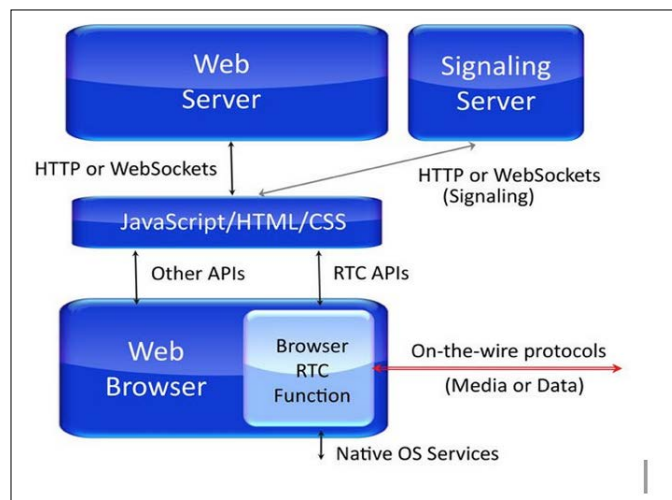 Web
Server
Signaling
Server
HTTP or WebSockets
HTTP or WebSockets
(Signaling)
JavaScript/HTML/CSS
Other APIs
RTC APIs
Web
Browser
Browser
RTC
Function
On-the-wire protocols
(Media or Data)
Native OS Services